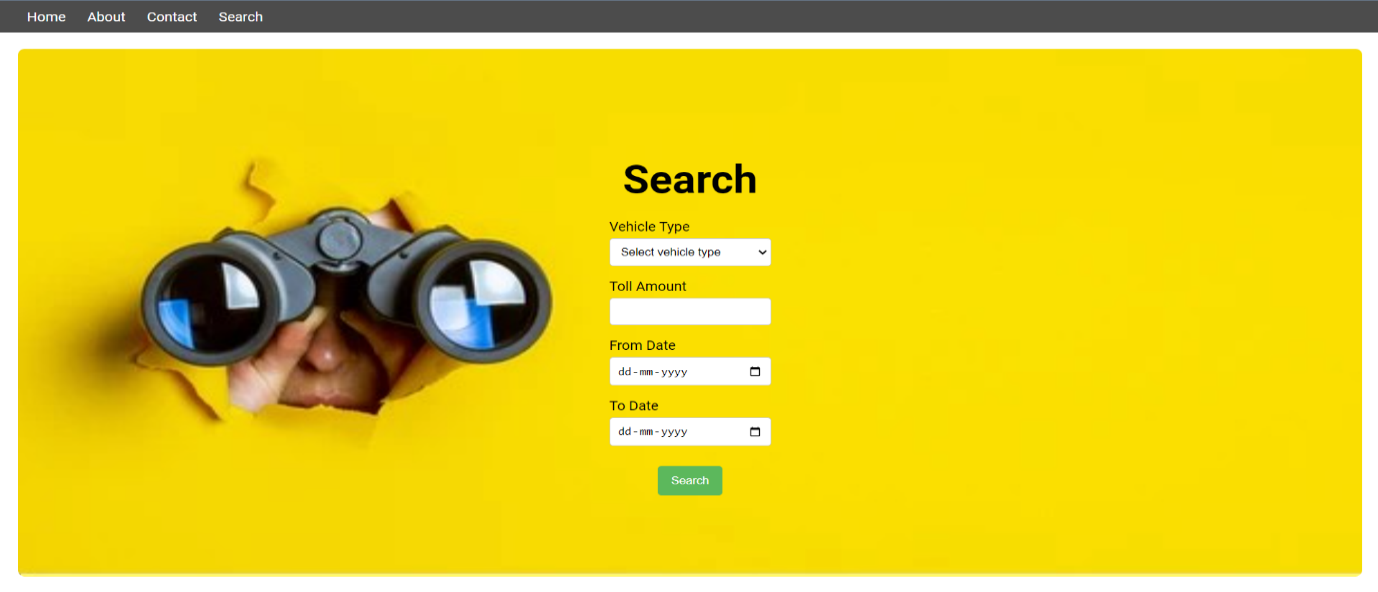 Home About Contact Search
Search
Vehicle Type
Select vehicle type
Toll Amount
From Date
dd-mm-yyyy
To Date
dd-mm-yyyy
Search